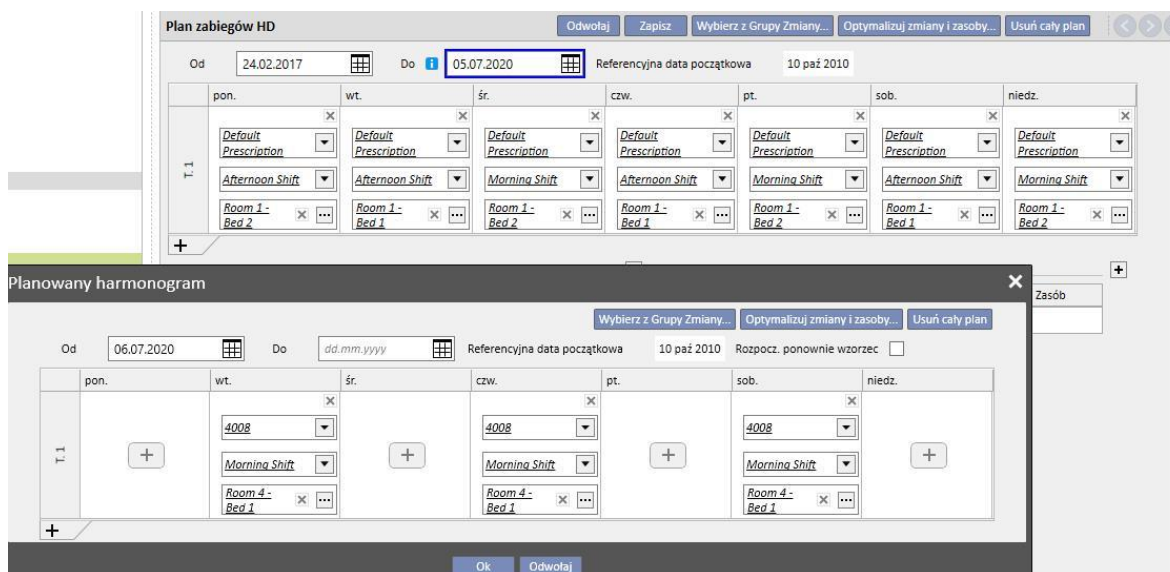 Plan zabiegów HD Odwołaj Zapisz Wybierz z Grupy Zmiany... Optymalizuj zmiany i zasoby... Usuń cały plan
Od 24.02.2017 Do 05.07.2020 Referencyjna data początkowa 10 paź 2010
pon. wt. śr. czw. pt. sob. niedz.
T. 1
Default Default Default Default Default Default Default
Prescription Prescription Prescription Prescription Prescription Prescription Prescription
Afternoon Shift Afternoon Shift Morning Shift Afternoon Shift Morning Shift Afternoon Shift Morning Shift
Room 1 - Room 1 - Room 1 - Room 1 - Room 1 - Room 1 - Room 1 -
Bed 2 Bed 1 Bed 2 Bed 1 Bed 2 Bed 1 Bed 2
Planowany harmonogram
Zasób
Wybierz z Grupy Zmiany... Optymalizuj zmiany i zasoby... Usuń cały plan
Od 06.07.2020 Do dd.mm.yyyy Referencyjna data początkowa 10 paź 2010 Rozpocz. ponownie wzorzec
pon. wt. śr. czw. pt. sob. niedz.
T. 1
4008 4008 4008
Morning Shift Morning Shift Morning Shift
Room 4 - Room 4 - Room 4 -
Bed 1 Bed 1 Bed 1
Ok Odwołaj